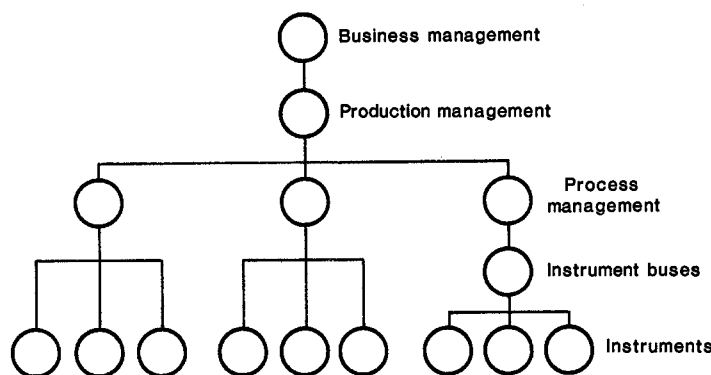 Business management
Production management
Process
management
Instrument buses
Instruments